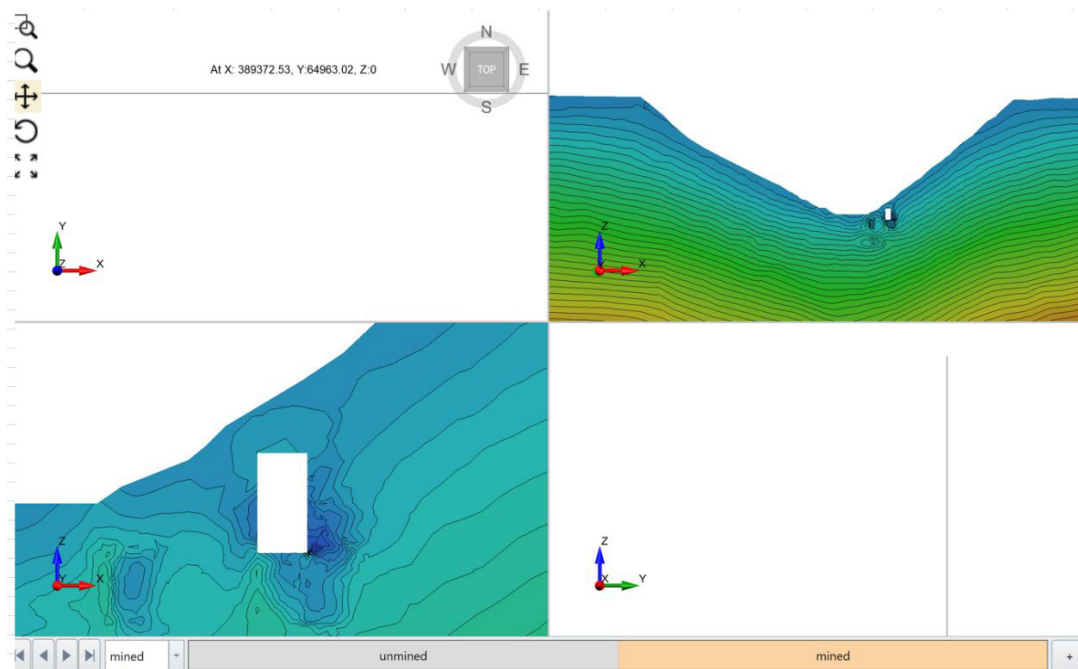 N
At X: 389372.53, Y:64963.02, Z:0
W TOP E
S
Y
Z X
Z
Y X
Z
Y X
Z
X Y
mined unmined mined +